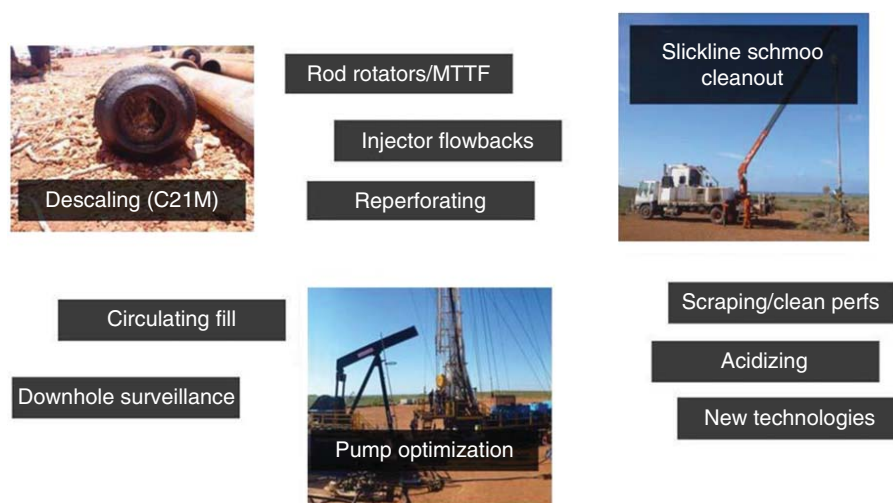 Rod rotators/MTTF
Slickline schmoo
cleanout
Injector flowbacks
Descaling (C21M)
Reperforating
Circulating fill
Scraping/clean perfs
Acidizing
Downhole surveillance
New technologies
Pump optimization